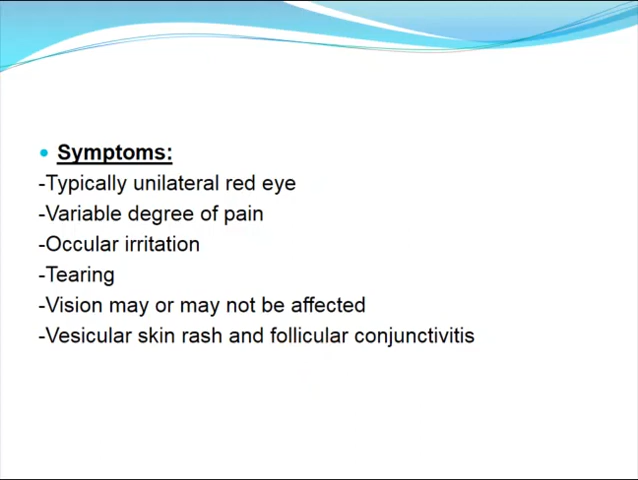 • Symptoms:
-Typically unilateral red eye
-Variable degree of pain
-Occular irritation
-Tearing
-Vision may or may not be affected
-Vesicular skin rash and follicular conjunctivitis